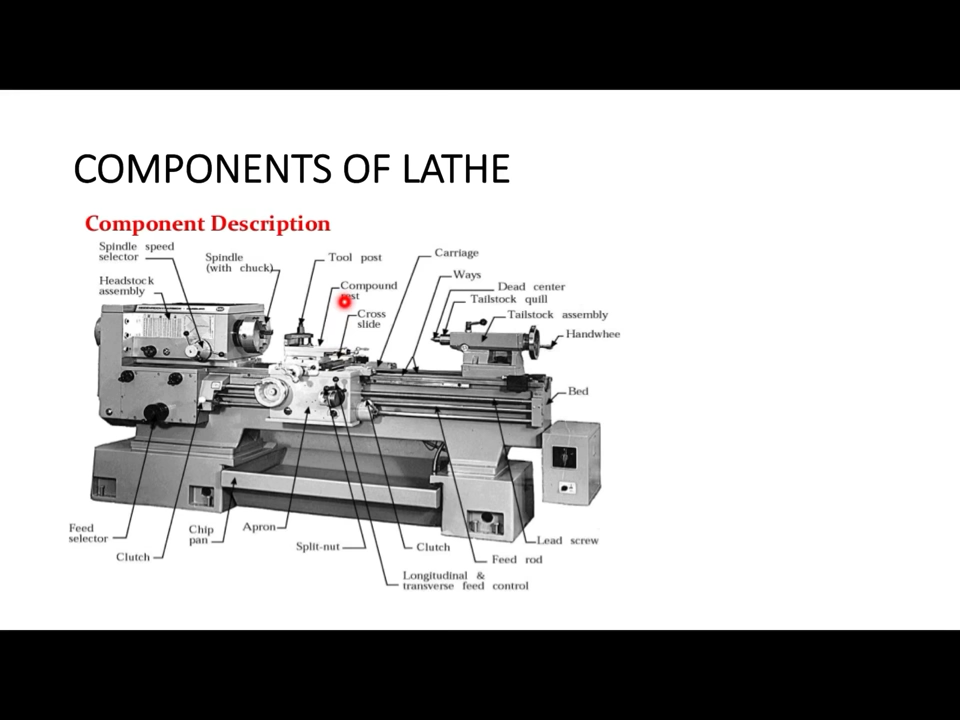 COMPONENTS OF LATHE
Component Description
Spindle speed
selector
Spindle
(with chuck)
Tool post
Carriage
Headstock
assembly
Compound
Ways
Dead center
Tailstock quill
Cross
slide
Tailstock assembly
Handwhee
Bed
Feed
selector
Clutch
Chip
pan
Apron
Split-nut
Clutch
Lead screw
Feed rod
Longitudinal &
transverse feed control